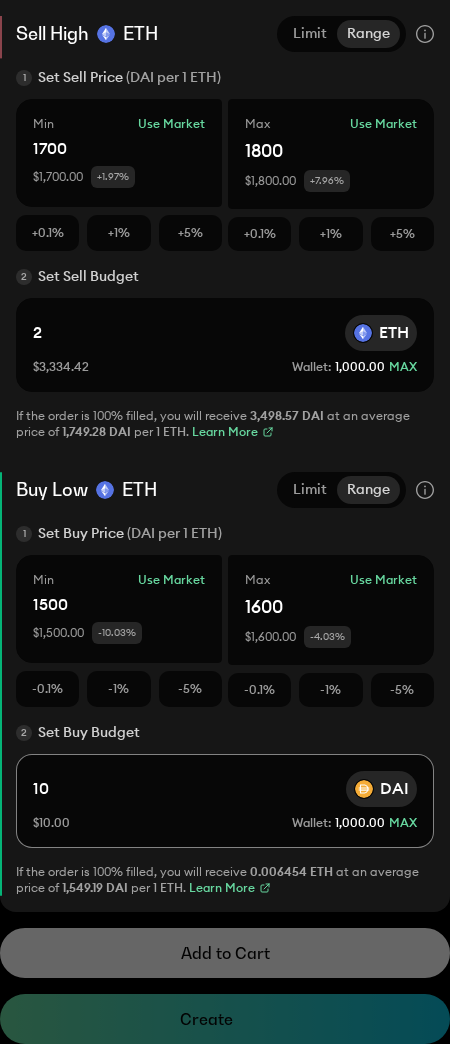 Sell High ETH Limit Range
1 Set Sell Price (DAI per 1 ETH)
Min Use Market Max Use Market
1700 1800
$1,700.00 +1.97% $1,800.00 +7.96%
+0.1% +1% +5% +0.1% +1% +5%
2 Set Sell Budget
2 ETH
$3,334.42 Wallet: 1,000.00 MAX
If the order is 100% filled, you will receive 3,498.57 DAI at an average
price of 1,749.28 DAI per 1 ETH. Learn More
Buy Low ETH Limit Range
1 Set Buy Price (DAI per 1 ETH)
Min Use Market Max Use Market
1500 1600
$1,500.00 -10.03% $1,600.00 -4.03%
-0.1% -1% -5% -0.1% -1% -5%
2 Set Buy Budget
10 DAI
$10.00 Wallet: 1,000.00 MAX
If the order is 100% filled, you will receive 0.006454 ETH at an average
price of 1,549.19 DAI per 1 ETH. Learn More
Add to Cart
Create